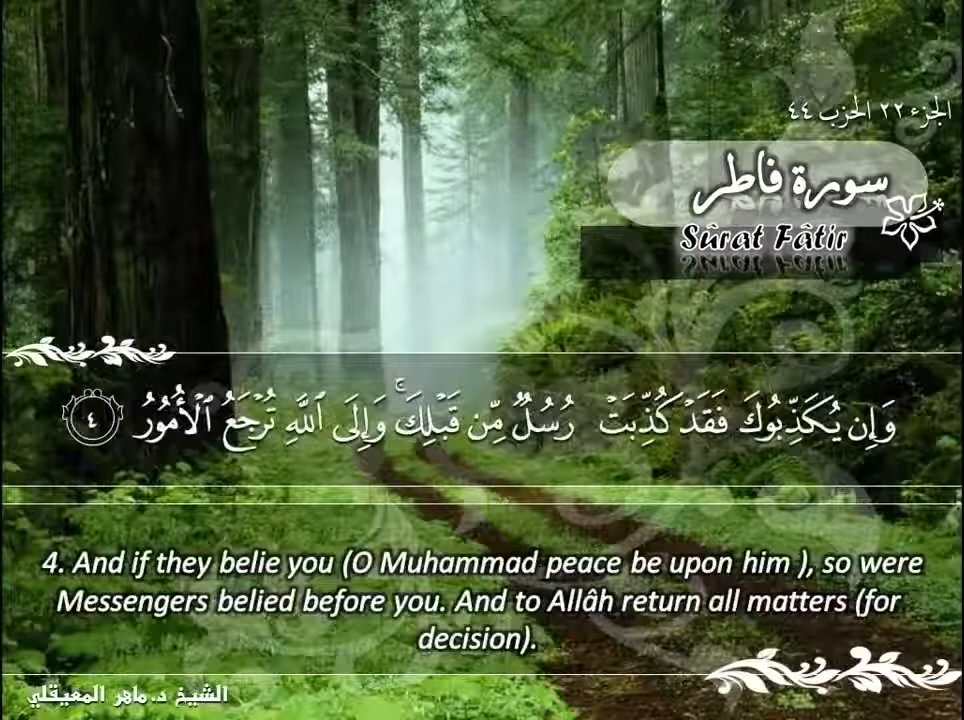 الجزء ٢٢ الحزب ٤٤
سورة فاطر
Sûrat Fâtir
وَإِن يُكَذِّبُوكَ فَقَدْ كُذِّبَتْ رُسُلٌ مِّن قَبْلِكَ ۚ وَإِلَى ٱللَّهِ تُرْجَعُ ٱلْأُمُورُ ٤
4. And if they belie you (O Muhammad peace be upon him ), so were
Messengers belied before you. And to Allâh return all matters (for
decision).
الشيخ د. ماهر المعيقلي